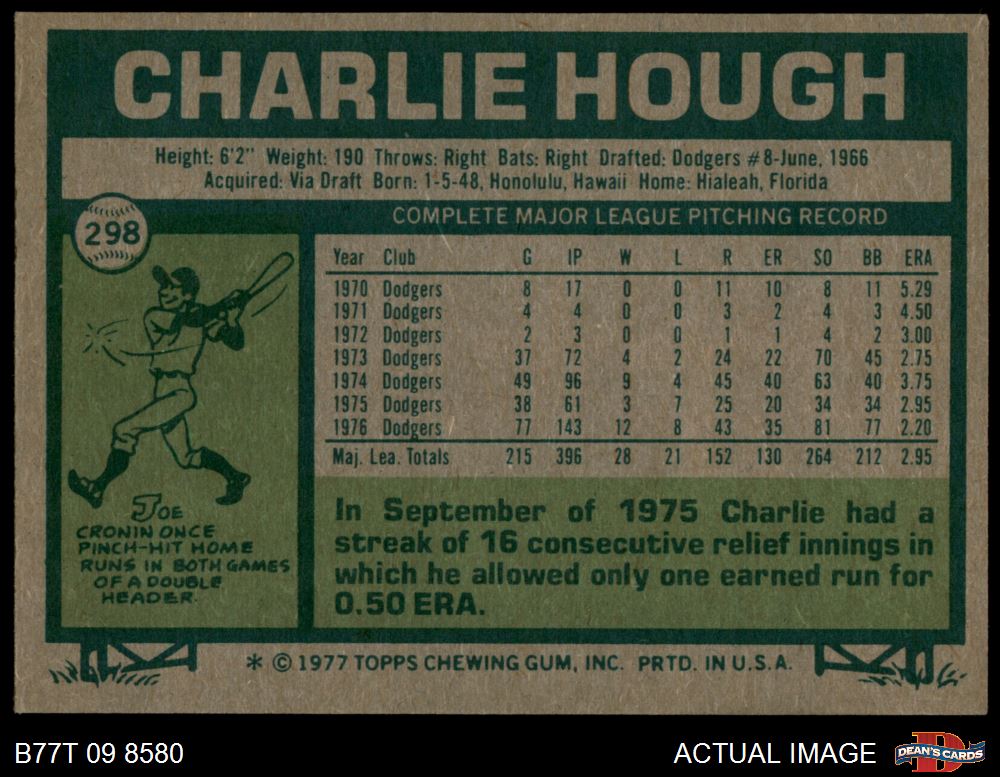 CHARLIE HOUGH
Height: 6'2" Weight: 190 Throws: Right Bats: Right Drafted: Dodgers #8-June, 1966
Acquired: Via Draft Born: 1-5-48, Honolulu, Hawaii Home: Hialeah, Florida
298
COMPLETE MAJOR LEAGUE PITCHING RECORD
Year Club G IP W L R ER SO BB ERA
1970 Dodgers 8 17 0 0 11 10 8 11 5.29
1971 Dodgers 4 4 0 0 3 2 4 3 4.50
1972 Dodgers 2 3 0 0 1 1 4 2 3.00
1973 Dodgers 37 72 4 2 24 22 70 45 2.75
1974 Dodgers 49 96 9 4 45 40 63 40 3.75
1975 Dodgers 38 61 3 7 25 20 34 34 2.95
1976 Dodgers 77 143 12 8 43 35 81 77 2.20
Maj. Lea. Totals 215 396 28 21 152 130 264 212 2.95
JOE
CRONIN ONCE
PINCH-HIT HOME
RUNS IN BOTH GAMES
OF A DOUBLE
HEADER.
In September of 1975 Charlie had a
streak of 16 consecutive relief innings in
which he allowed only one earned run for
0.50 ERA.
* © 1977 TOPPS CHEWING GUM, INC. PRTD. IN U.S.A.
B77T 09 8580
ACTUAL IMAGE
D
DEAN'S CARDS